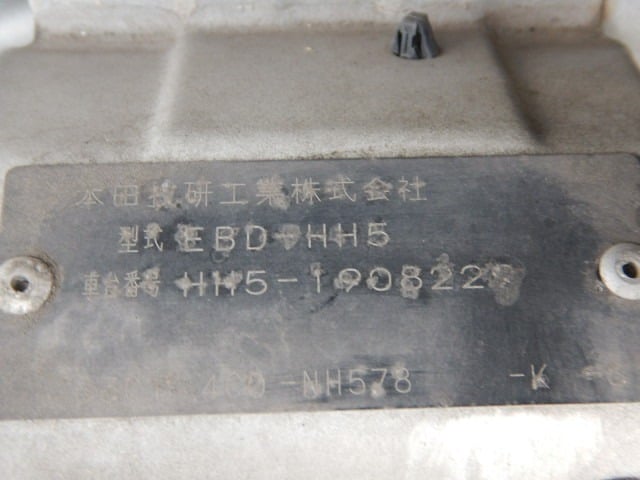 本田技研工業株式会社
型式 EBD-HH5
車台番号 HH5-190822
-NH578 -K